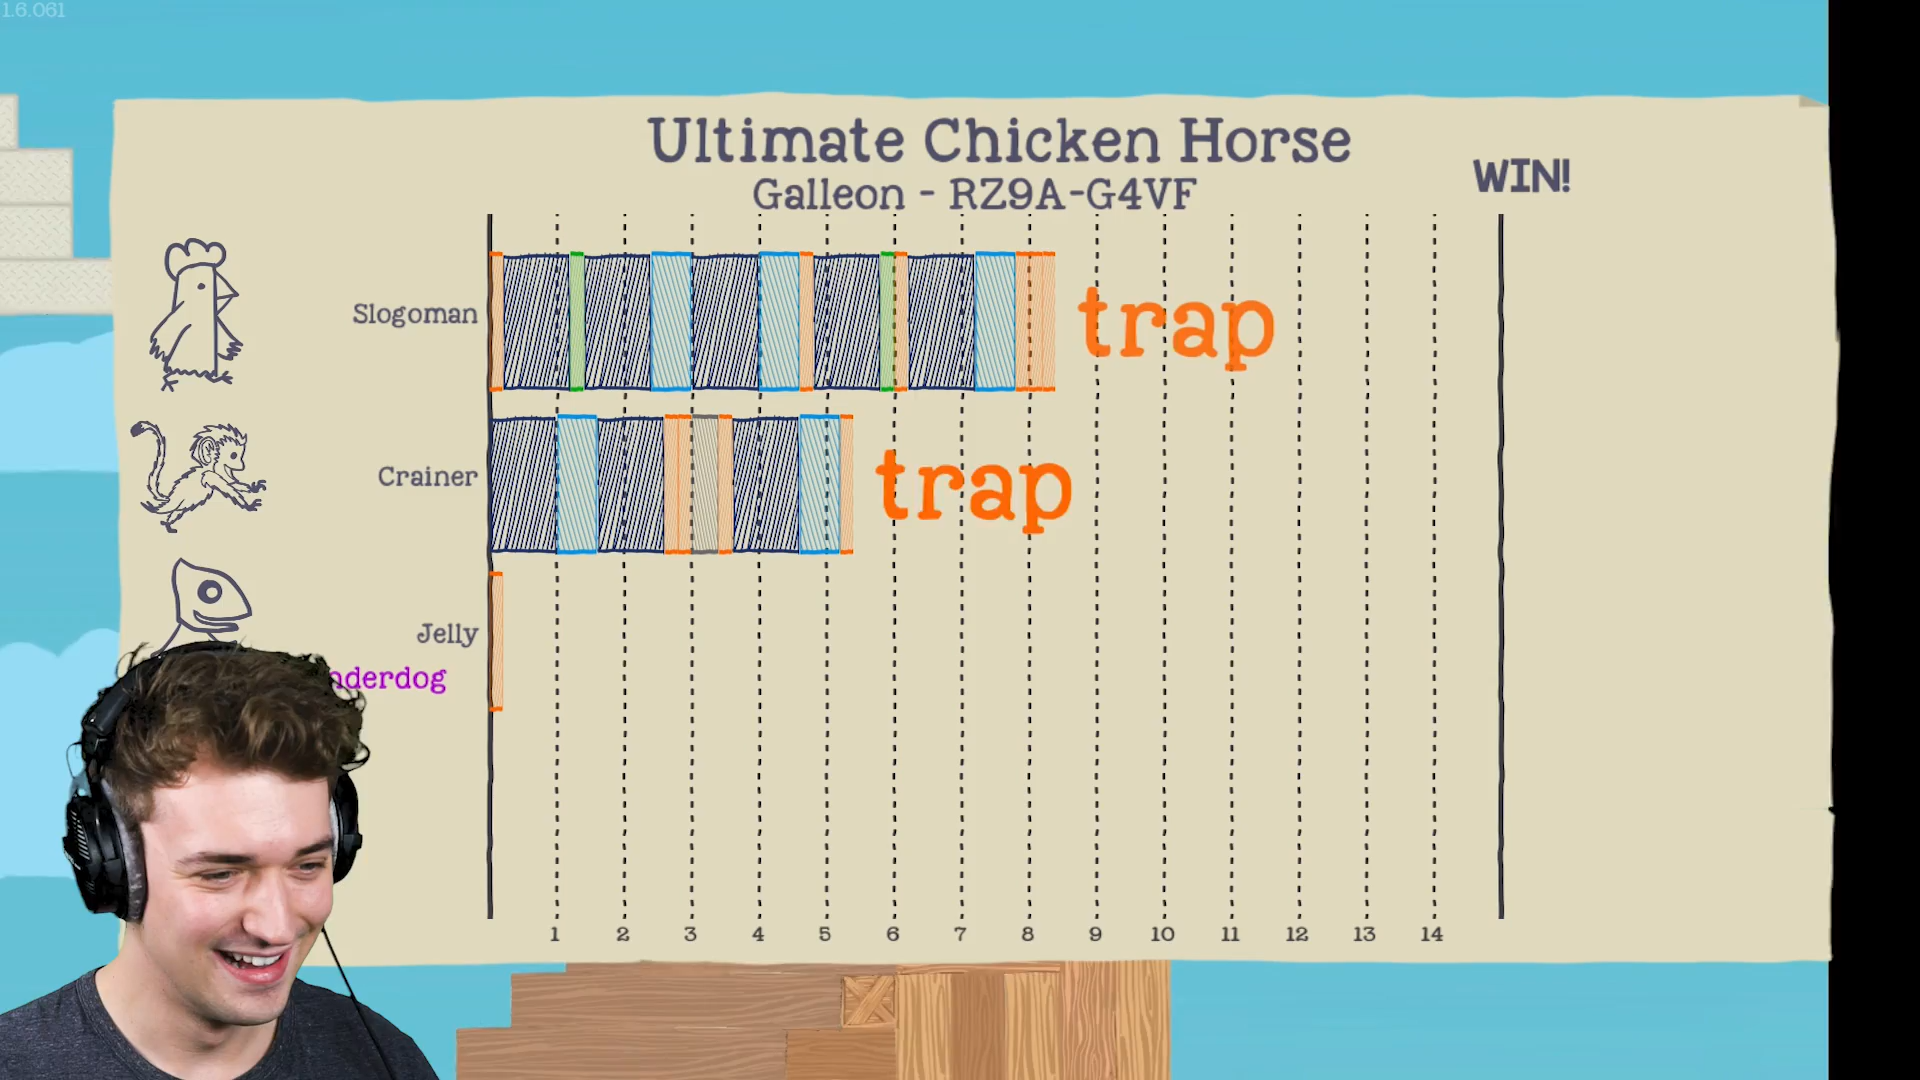 1.6.061
Ultimate Chicken Horse
Galleon - RZ9A-G4VF
WIN!
Slogoman
trap
Crainer
trap
Jelly
nderdog
1 2 3 4 5 6 7 8 9 10 11 12 13 14